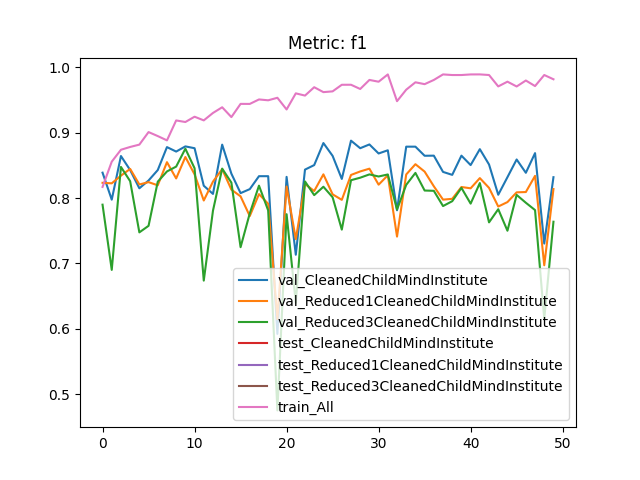 Metric: f1
1.0
0.9
0.8
0.7
0.6
0.5
0
10
20
30
40
50
val_CleanedChildMindInstitute
val_Reduced1CleanedChildMindInstitute
val_Reduced3CleanedChildMindInstitute
test_CleanedChildMindInstitute
test_Reduced1CleanedChildMindInstitute
test_Reduced3CleanedChildMindInstitute
train_All